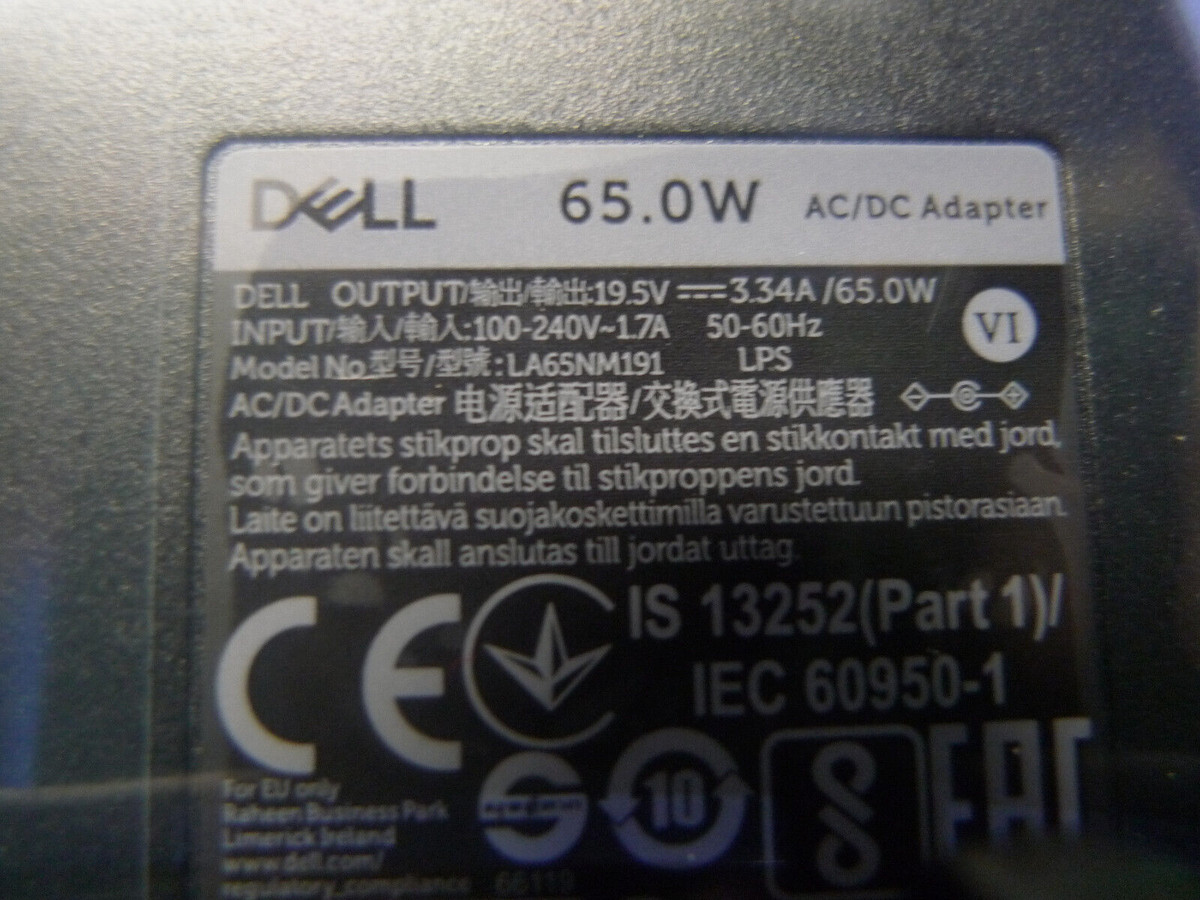 DELL 65.0W AC/DC Adapter
DELL OUTPUT/输出/輸出:19.5V⎓3.34A/65.0W
INPUT/输入/輸入:100-240V~1.7A 50-60Hz
VI
Model No型号/型號:LA65NM191 LPS
AC/DC Adapter 电源适配器/交換式電源供應器
Apparatets stikprop skal tilsluttes en stikkontakt med jord,
som giver forbindelse til stikproppens jord.
Laite on liitettävä suojakoskettimilla varustettuun pistorasiaan.
Apparaten skall anslutas till jordat uttag.
CE
IS 13252(Part 1)/
IEC 60950-1
10
EAC
For EU only
Raheen Business Park
Limerick Ireland
www.dell.com/
regulatory_compliance